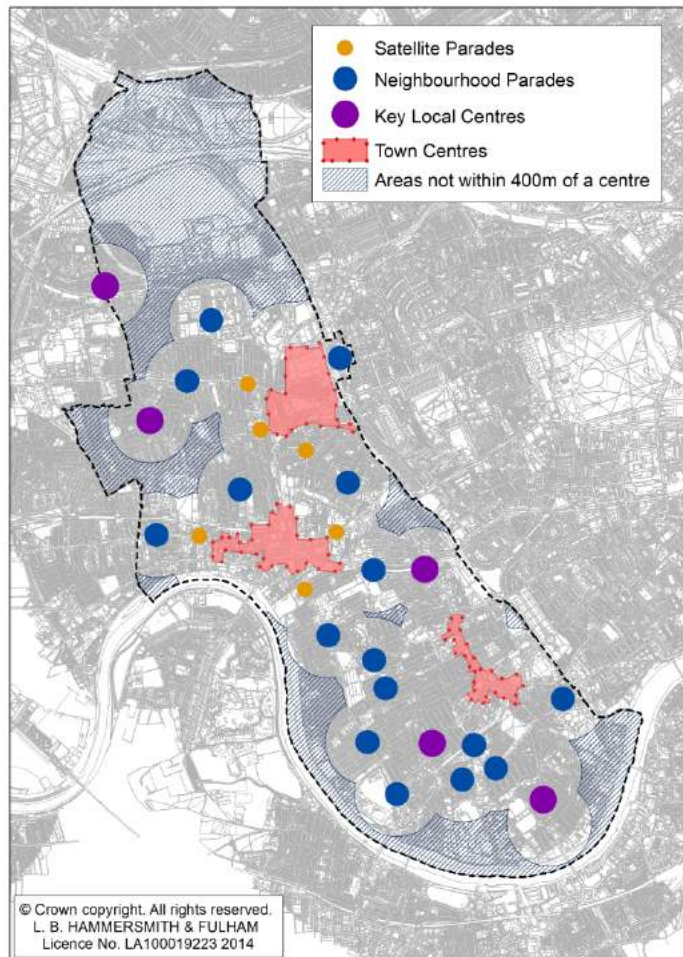 Satellite Parades
Neighbourhood Parades
Key Local Centres
Town Centres
Areas not within 400m of a centre
© Crown copyright. All rights reserved.
L. B. HAMMERSMITH & FULHAM
Licence No. LA100019223 2014